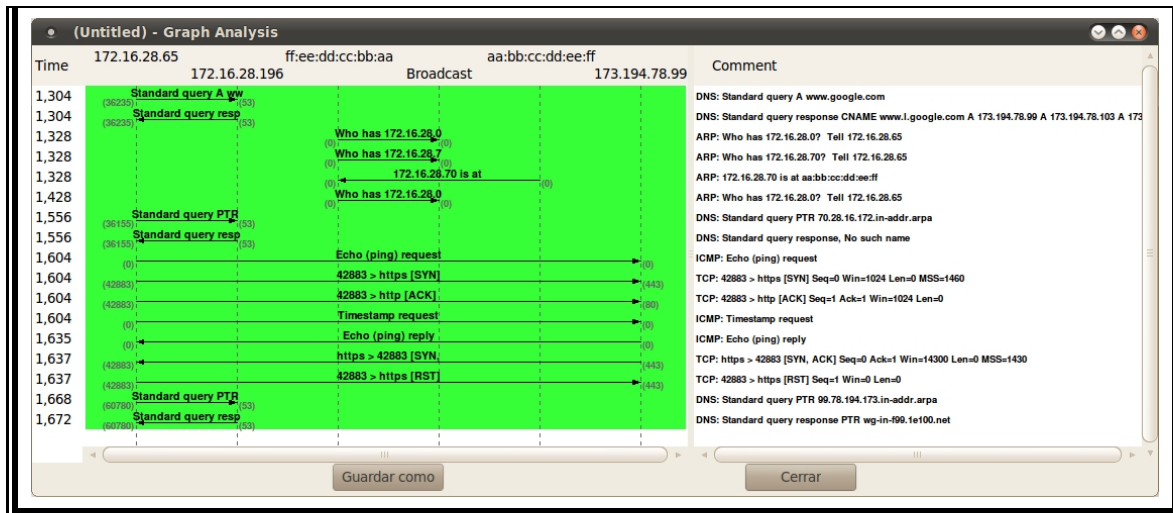 (Untitled) - Graph Analysis
Time 172.16.28.65 ff:ee:dd:cc:bb:aa aa:bb:cc:dd:ee:ff Comment
172.16.28.196 Broadcast 173.194.78.99
1,304 Standard query A ww DNS: Standard query A www.google.com
(36235) (53)
1,304 Standard query resp DNS: Standard query response CNAME www.l.google.com A 173.194.78.99 A 173.194.78.103 A 173
(36235) (53)
1,328 Who has 172.16.28.0 ARP: Who has 172.16.28.0? Tell 172.16.28.65
(0) (0)
1,328 Who has 172.16.28.7 ARP: Who has 172.16.28.70? Tell 172.16.28.65
(0) (0)
1,328 172.16.28.70 is at ARP: 172.16.28.70 is at aa:bb:cc:dd:ee:ff
(0) (0)
1,428 Who has 172.16.28.0 ARP: Who has 172.16.28.0? Tell 172.16.28.65
(0) (0)
1,556 Standard query PTR DNS: Standard query PTR 70.28.16.172.in-addr.arpa
(36155) (53)
1,556 Standard query resp DNS: Standard query response, No such name
(36155) (53)
1,604 Echo (ping) request ICMP: Echo (ping) request
(0) (0)
1,604 42883 > https [SYN] TCP: 42883 > https [SYN] Seq=0 Win=1024 Len=0 MSS=1460
(42883) (443)
1,604 42883 > http [ACK] TCP: 42883 > http [ACK] Seq=1 Ack=1 Win=1024 Len=0
(42883) (80)
1,604 Timestamp request ICMP: Timestamp request
(0) (0)
1,635 Echo (ping) reply ICMP: Echo (ping) reply
(0) (0)
1,637 https > 42883 [SYN, TCP: https > 42883 [SYN, ACK] Seq=0 Ack=1 Win=14300 Len=0 MSS=1430
(42883) (443)
1,637 42883 > https [RST] TCP: 42883 > https [RST] Seq=1 Win=0 Len=0
(42883) (443)
1,668 Standard query PTR DNS: Standard query PTR 99.78.194.173.in-addr.arpa
(60780) (53)
1,672 Standard query resp DNS: Standard query response PTR wg-in-f99.1e100.net
(60780) (53)
Guardar como Cerrar